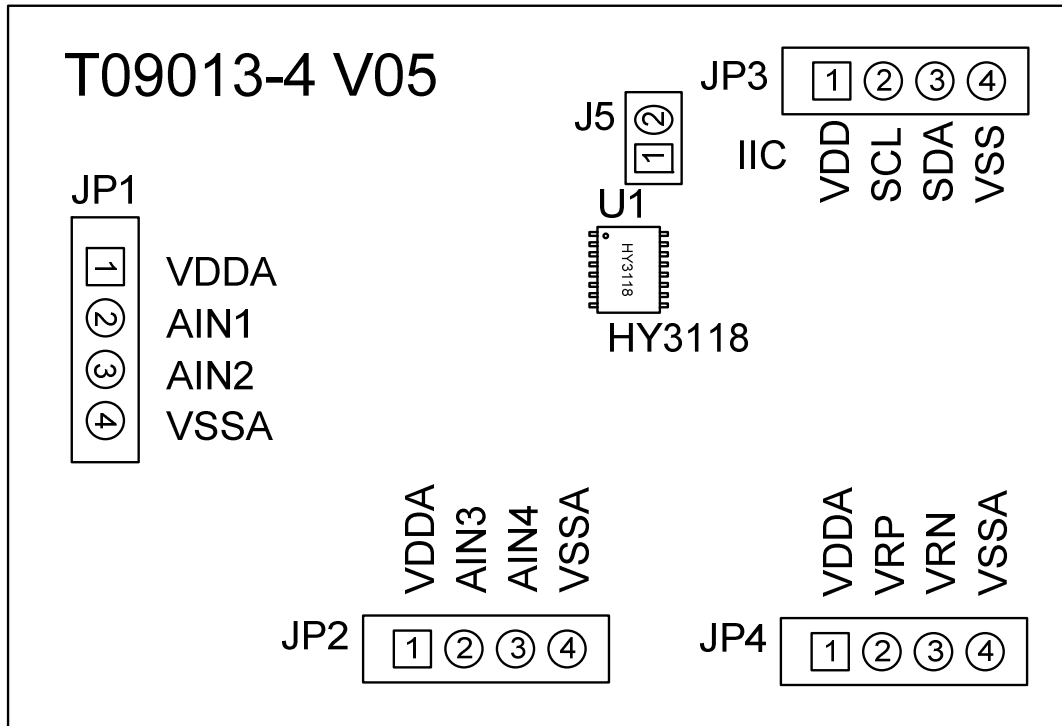 T09013-4 V05
JP3
1 2 3 4
IIC
VDD
SCL
SDA
VSS
J5
2
1
U1
HY3118
HY3118
JP1
1 VDDA
2 AIN1
3 AIN2
4 VSSA
VDDA
AIN3
AIN4
VSSA
JP2
1 2 3 4
VDDA
VRP
VRN
VSSA
JP4
1 2 3 4